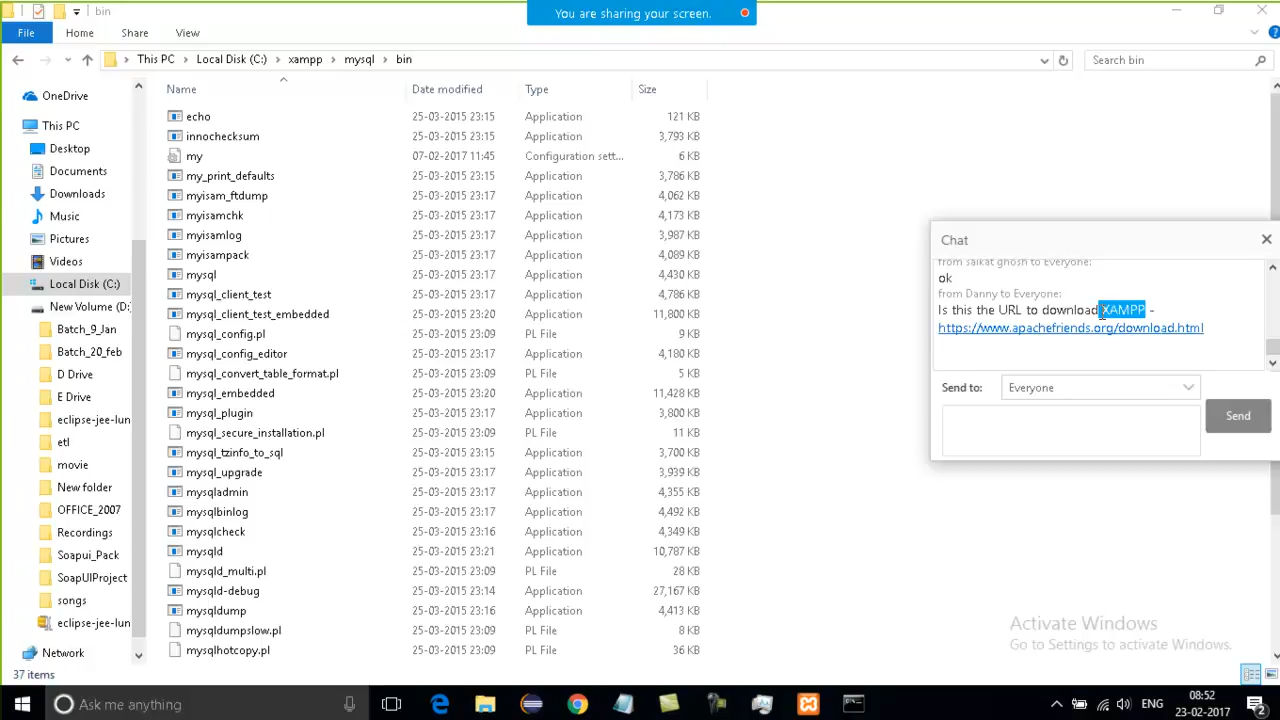 bin
You are sharing your screen.
File Home Share View
This PC Local Disk (C:) xampp mysql bin
Search bin
OneDrive
This PC
Desktop
Documents
Downloads
Music
Pictures
Videos
Local Disk (C:)
New Volume (D:
Batch_9_Jan
Batch_20_feb
D Drive
E Drive
eclipse-jee-lun
etl
movie
New folder
OFFICE_2007
Recordings
Soapui_Pack
SoapUIProject
songs
eclipse-jee-lun
Network
Name Date modified Type Size
echo 25-03-2015 23:15 Application 121 KB
innochecksum 25-03-2015 23:15 Application 3,793 KB
my 07-02-2017 11:45 Configuration sett... 6 KB
my_print_defaults 25-03-2015 23:15 Application 3,786 KB
myisam_ftdump 25-03-2015 23:17 Application 4,062 KB
myisamchk 25-03-2015 23:17 Application 4,173 KB
myisamlog 25-03-2015 23:17 Application 3,987 KB
myisampack 25-03-2015 23:17 Application 4,089 KB
mysql 25-03-2015 23:17 Application 4,430 KB
mysql_client_test 25-03-2015 23:17 Application 4,786 KB
mysql_client_test_embedded 25-03-2015 23:20 Application 11,429 KB
mysql_config.pl 25-03-2015 23:09 PL File 9 KB
mysql_config_editor 25-03-2015 23:17 Application 4,180 KB
mysql_convert_table_format.pl 25-03-2015 23:09 PL File 5 KB
mysql_embedded 25-03-2015 23:20 Application 11,428 KB
mysql_plugin 25-03-2015 23:17 Application 3,800 KB
mysql_secure_installation.pl 25-03-2015 23:09 PL File 11 KB
mysql_tzinfo_to_sql 25-03-2015 23:15 Application 3,700 KB
mysql_upgrade 25-03-2015 23:17 Application 3,939 KB
mysqladmin 25-03-2015 23:17 Application 4,355 KB
mysqlbinlog 25-03-2015 23:17 Application 4,492 KB
mysqlcheck 25-03-2015 23:16 Application 4,349 KB
mysqld 25-03-2015 23:21 Application 10,787 KB
mysqld_multi.pl 25-03-2015 23:09 PL File 28 KB
mysqld-debug 25-03-2015 23:14 Application 27,167 KB
mysqldump 25-03-2015 23:16 Application 4,413 KB
mysqldumpslow.pl 25-03-2015 23:09 PL File 8 KB
mysqlhotcopy.pl 25-03-2015 23:09 PL File 36 KB
Chat
from saikat ghosh to Everyone:
ok
from Danny to Everyone:
Is this the URL to download XAMPP -
https://www.apachefriends.org/download.html
Send to: Everyone
Send
Activate Windows
Go to Settings to activate Windows.
37 items
Ask me anything
ENG
08:52
23-02-2017
2